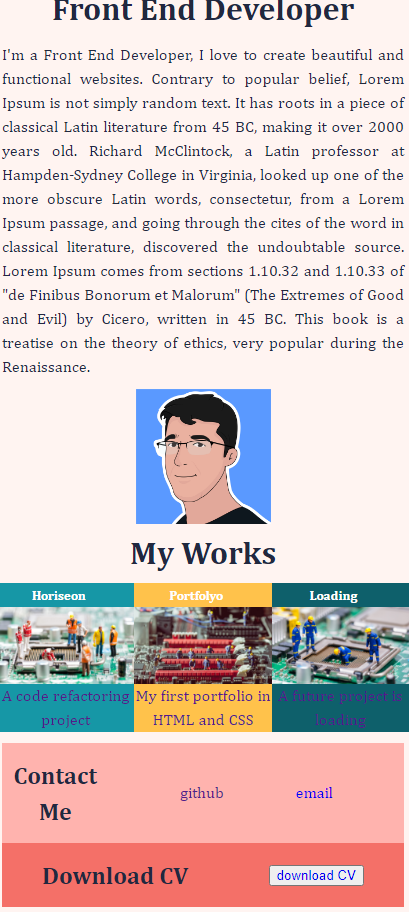 Front End Developer
I'm a Front End Developer, I love to create beautiful and
functional websites. Contrary to popular belief, Lorem
Ipsum is not simply random text. It has roots in a piece of
classical Latin literature from 45 BC, making it over 2000
years old. Richard McClintock, a Latin professor at
Hampden-Sydney College in Virginia, looked up one of the
more obscure Latin words, consectetur, from a Lorem
Ipsum passage, and going through the cites of the word in
classical literature, discovered the undoubtable source.
Lorem Ipsum comes from sections 1.10.32 and 1.10.33 of
"de Finibus Bonorum et Malorum" (The Extremes of Good
and Evil) by Cicero, written in 45 BC. This book is a
treatise on the theory of ethics, very popular during the
Renaissance.
My Works
Horiseon Portfolyo Loading
A code refactoring My first portfolio in A future project is
project HTML and CSS loading
Contact
Me
github email
Download CV download CV